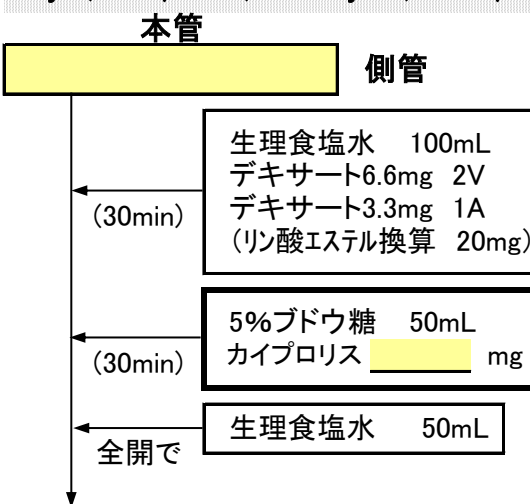 本管
側管
生理食塩水 100mL
デキサート6.6mg 2V
デキサート3.3mg 1A
(リン酸エステル換算 20mg)
(30min)
5%ブドウ糖 50mL
カイプロリス mg
(30min)
生理食塩水 50mL
全開で